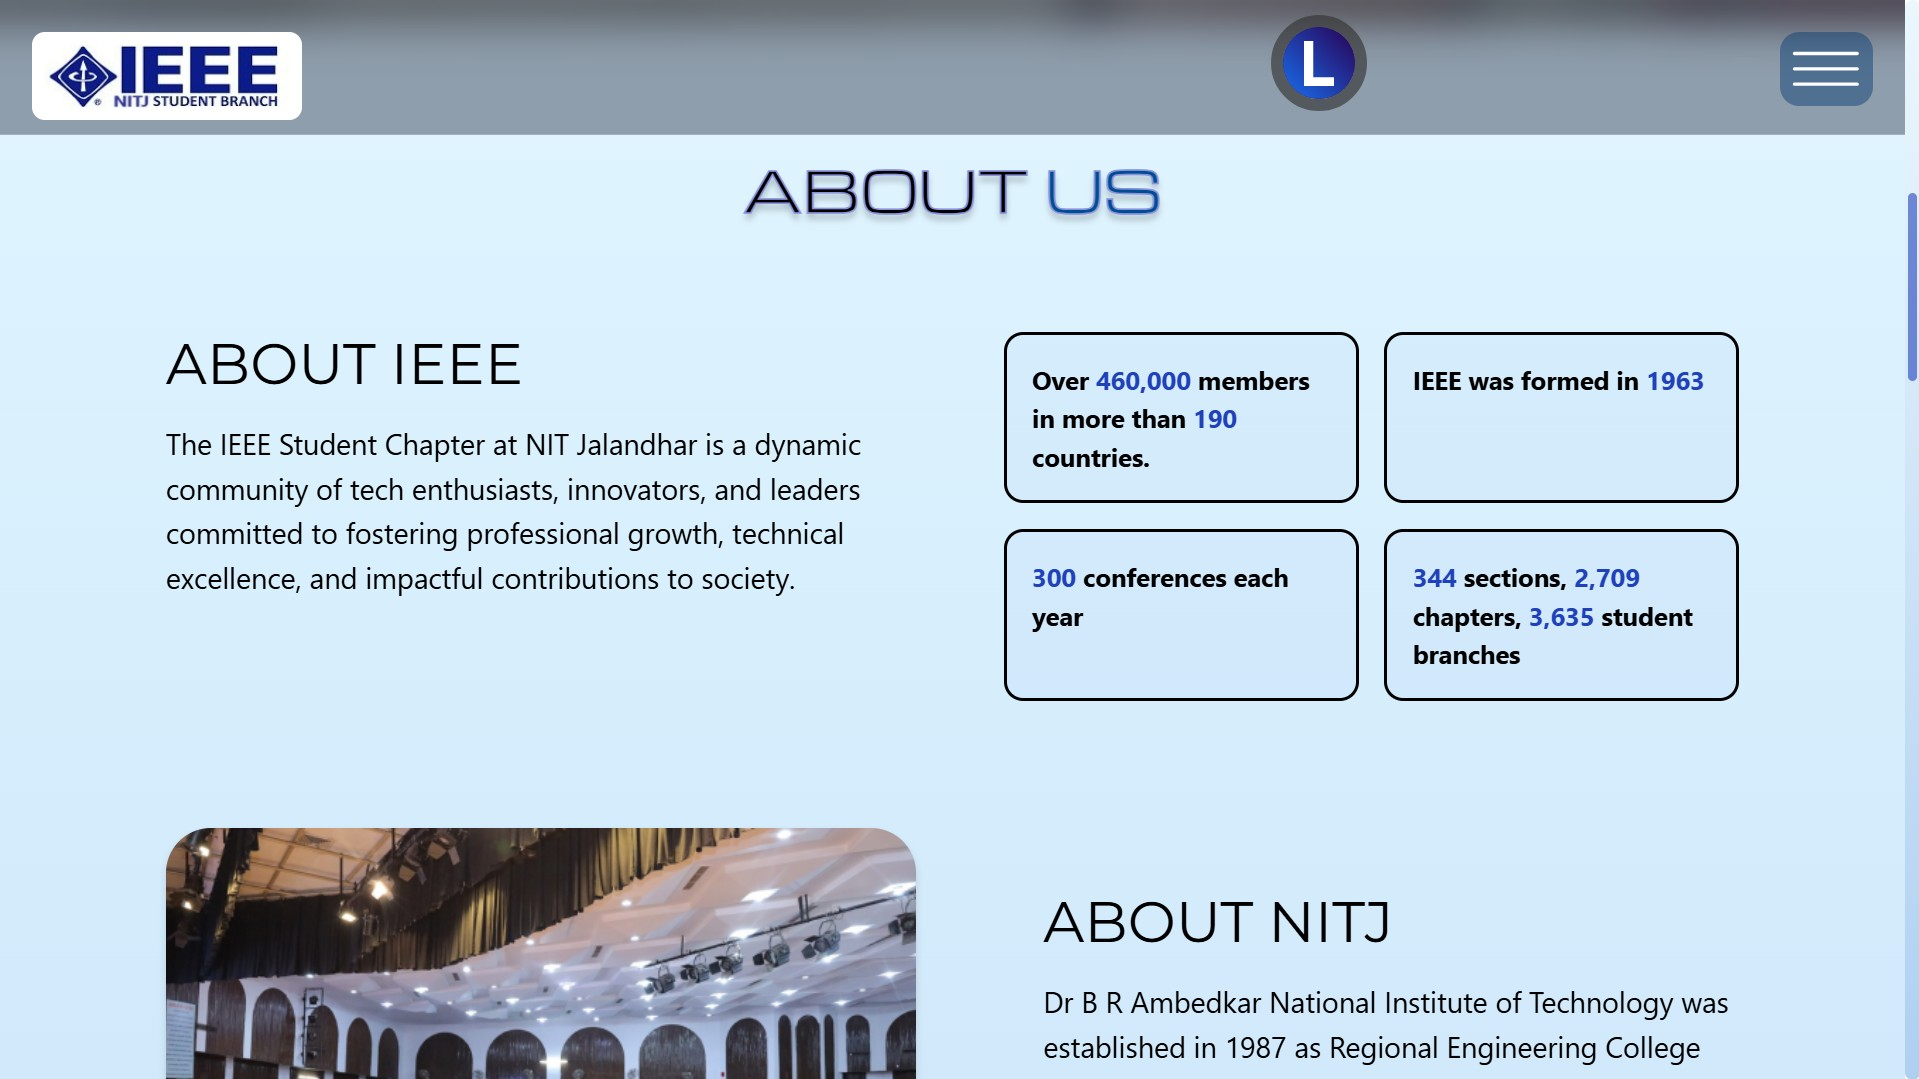 IEEE
NITJ STUDENT BRANCH
L
ABOUT US
ABOUT IEEE
The IEEE Student Chapter at NIT Jalandhar is a dynamic
community of tech enthusiasts, innovators, and leaders
committed to fostering professional growth, technical
excellence, and impactful contributions to society.
Over 460,000 members
in more than 190
countries.
IEEE was formed in 1963
300 conferences each
year
344 sections, 2,709
chapters, 3,635 student
branches
ABOUT NITJ
Dr B R Ambedkar National Institute of Technology was
established in 1987 as Regional Engineering College